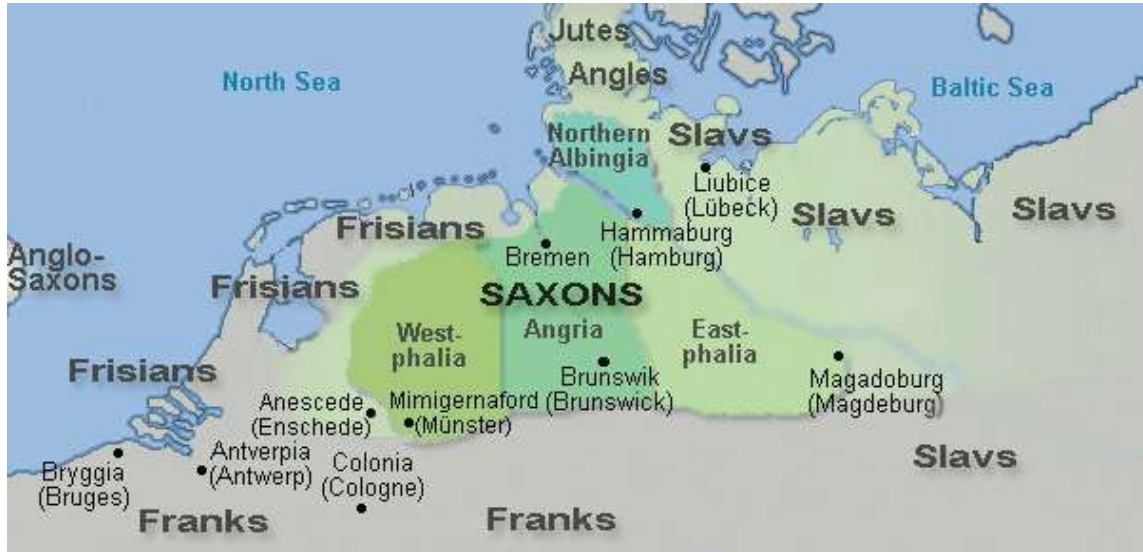 Jutes
Angles
North Sea
Baltic Sea
Northern
Albingia
Slavs
Liubice
(Lübeck)
Slavs
Slavs
Frisians
Hammaburg
(Hamburg)
Bremen
Anglo-
Saxons
Frisians
SAXONS
West-
phalia
Angria
East-
phalia
Frisians
Brunswik
(Brunswick)
Magadoburg
(Magdeburg)
Anescede
(Enschede)
Mimigernaford
(Münster)
Antverpia
(Antwerp)
Colonia
(Cologne)
Bryggia
(Bruges)
Slavs
Franks
Franks